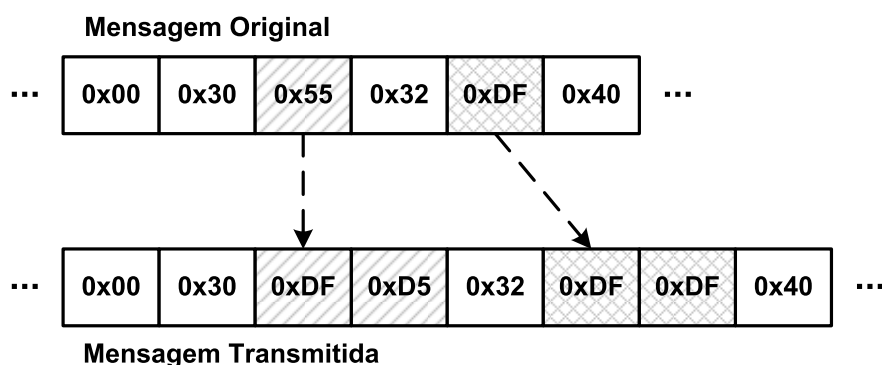 Mensagem Original
... 0x00 0x30 0x55 0x32 0xDF 0x40 ...
... 0x00 0x30 0xDF 0xD5 0x32 0xDF 0xDF 0x40 ...
Mensagem Transmitida